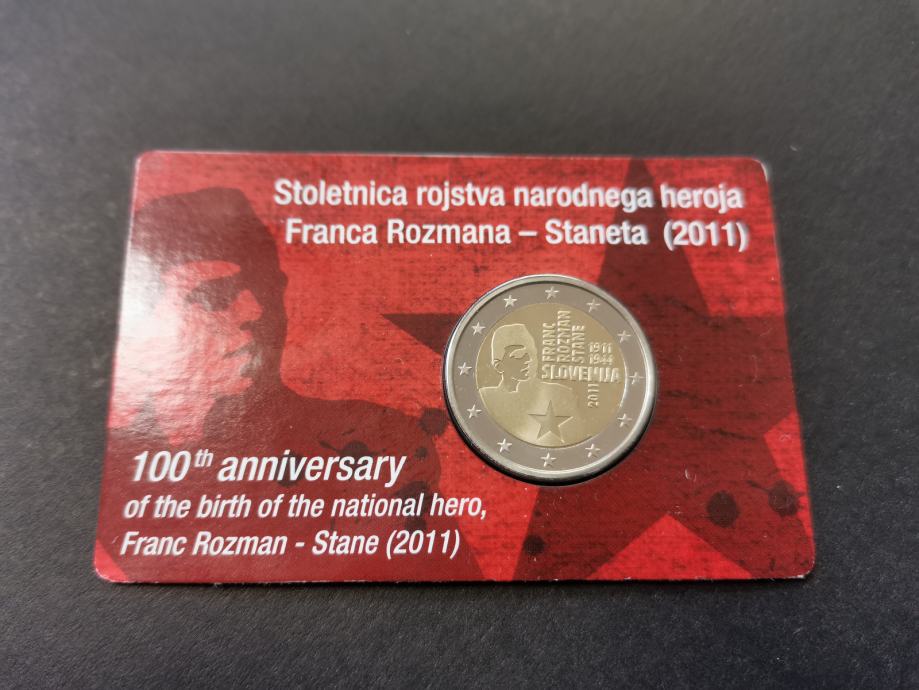 Stoletnica rojstva narodnega heroja
Franca Rozmana – Staneta (2011)
FRANC
ROZMAN
STANE
1911
1944
SLOVENIJA
2011
100th anniversary
of the birth of the national hero,
Franc Rozman - Stane (2011)